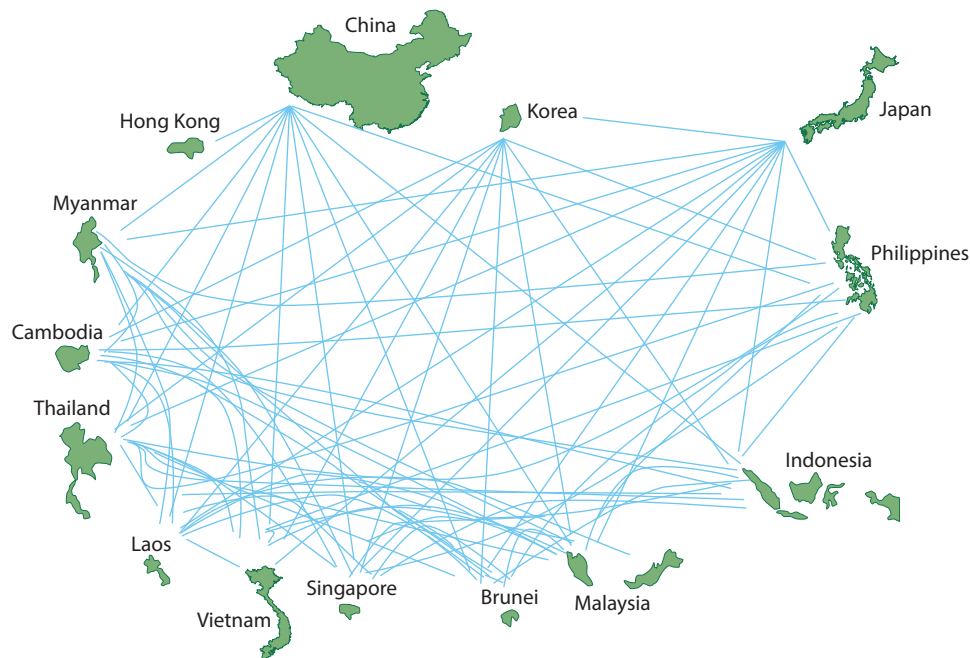 China
Hong Kong
Korea
Japan
Myanmar
Philippines
Cambodia
Thailand
Indonesia
Laos
Singapore
Brunei
Malaysia
Vietnam